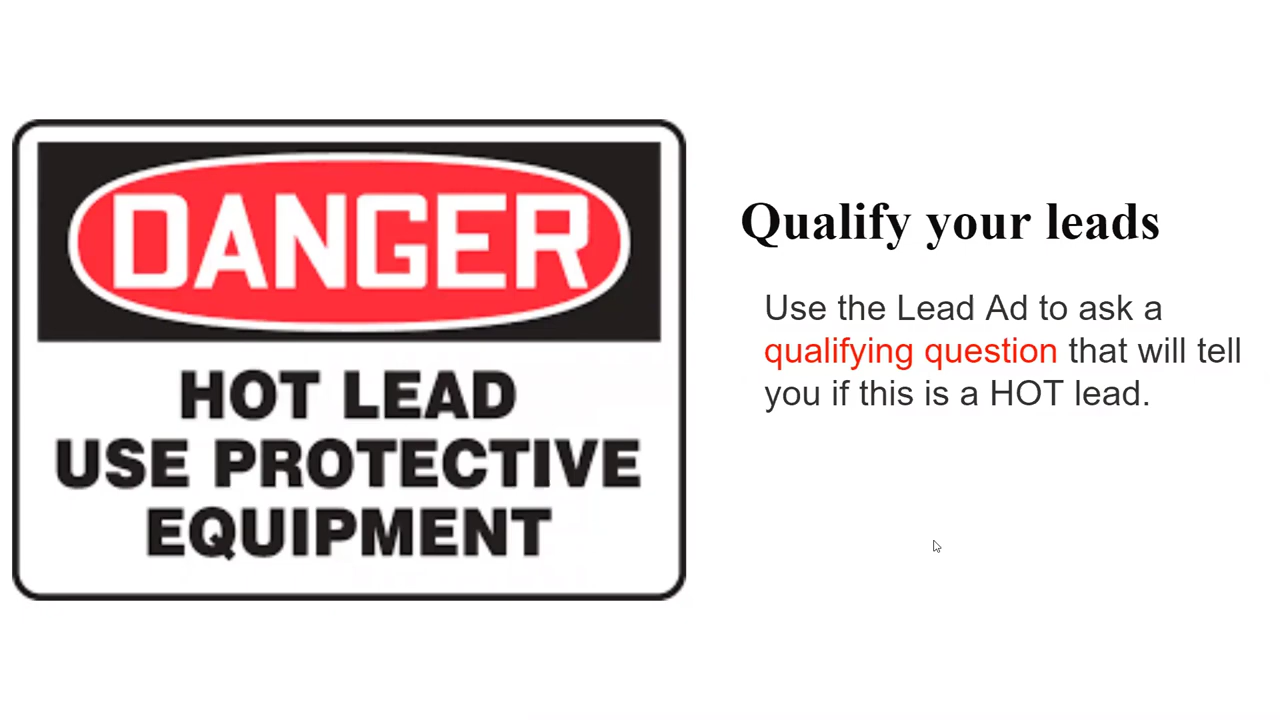 DANGER
HOT LEAD
USE PROTECTIVE
EQUIPMENT
Qualify your leads
Use the Lead Ad to ask a
qualifying question that will tell
you if this is a HOT lead.